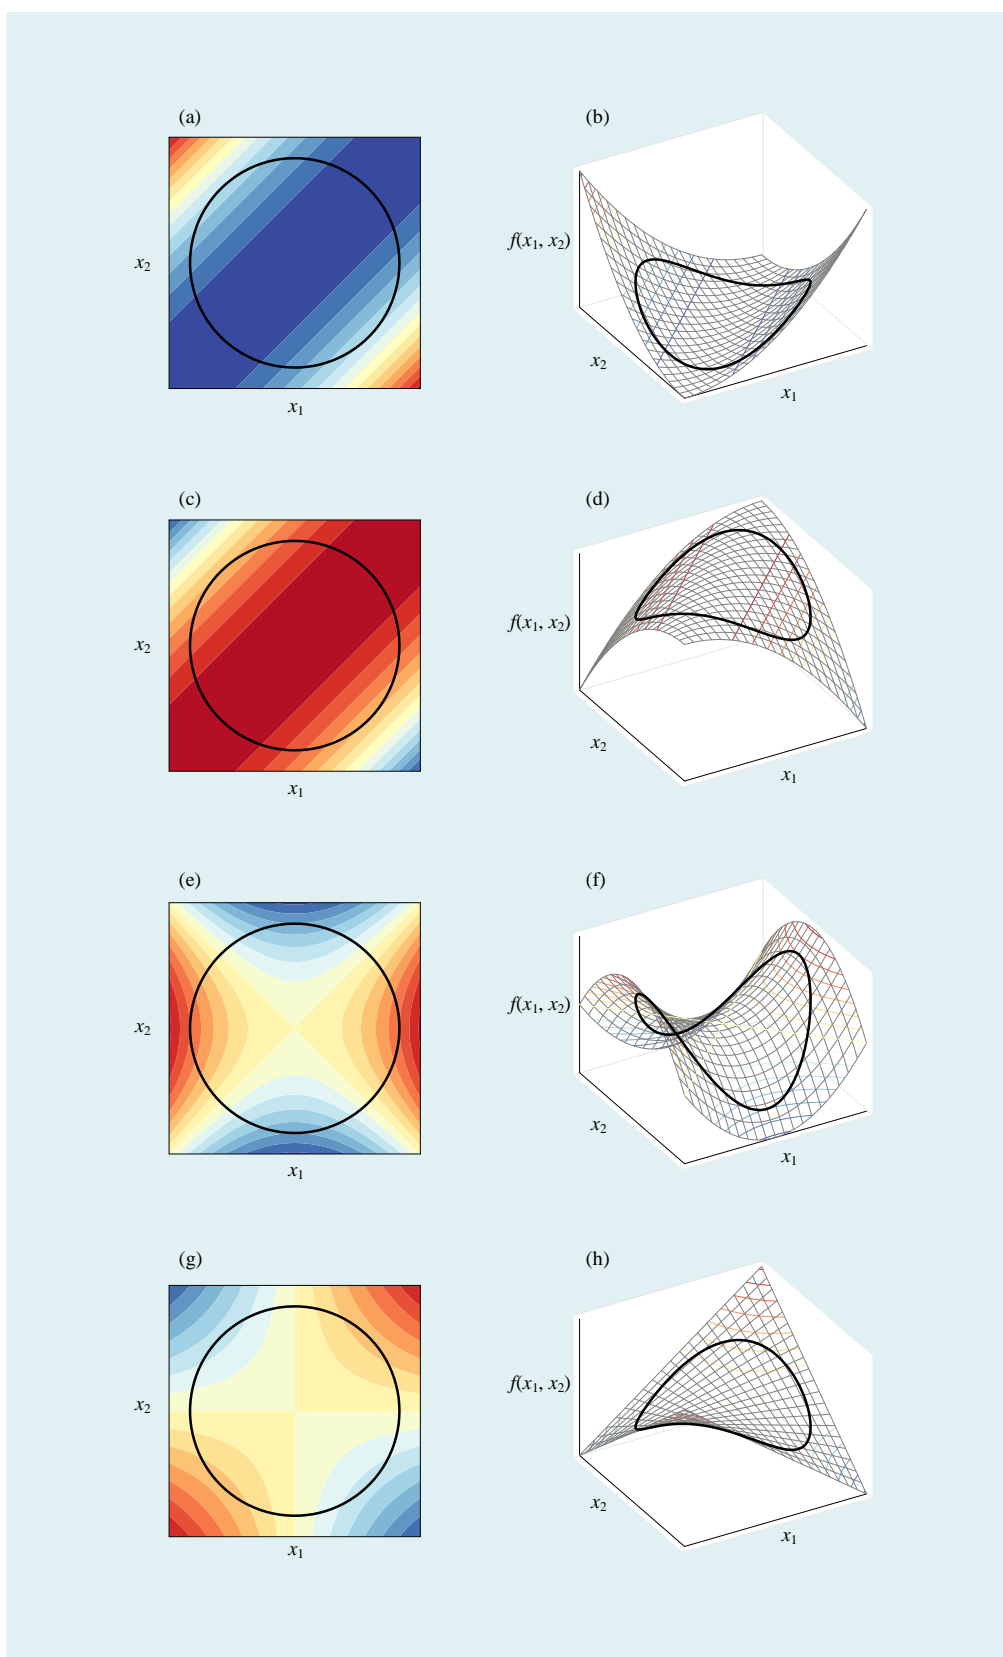 (a)
(b)
x₂
f(x₁, x₂)
x₂
x₁
x₁
(c)
(d)
x₂
f(x₁, x₂)
x₂
x₁
x₁
(e)
(f)
x₂
f(x₁, x₂)
x₂
x₁
x₁
(g)
(h)
x₂
f(x₁, x₂)
x₂
x₁
x₁